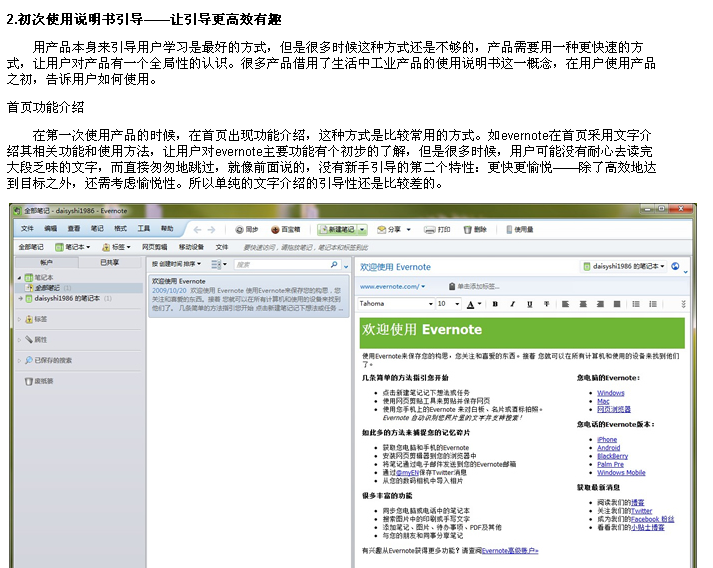 2.初次使用说明书引导——让引导更高效有趣
用产品本身来引导用户学习是最好的方式，但是很多时候这种方式还是不够的，产品需要用一种更快速的方
式，让用户对产品有一个全局性的认识。很多产品借用了生活中工业产品的使用说明书这一概念，在用户使用产品
之初，告诉用户如何使用。
首页功能介绍
在第一次使用产品的时候，在首页出现功能介绍，这种方式是比较常用的方式。如evernote在首页采用文字介
绍其相关功能和使用方法，让用户对evernote主要功能有个初步的了解，但是很多时候，用户可能没有耐心去读完
大段乏味的文字，而直接匆匆地跳过，就像前面说的，没有新手引导的第二个特性：更快更愉悦——除了高效地达
到目标之外，还需考虑愉悦性。所以单纯的文字介绍的引导性还是比较差的。
全部笔记 - daisyshi1986 - Evernote
文件 编辑 查看 笔记 格式 工具 帮助 同步 百宝箱 新建笔记 分享 打印 删除 使用量
全部笔记 笔记本 标签 网页剪辑 移动设备 文件 要快速访问，请拖放笔记，笔记本和标签到此
帐户 已共享 按 创建时间 排序 搜索 欢迎使用 Evernote daisyshi1986 的笔记本
笔记本
全部笔记 (1)
daisyshi1986 的笔记本 (1)
标签
属性
已保存的搜索
废纸篓
欢迎使用 Evernote
2009/10/20 欢迎使用 Evernote 使用Evernote来保存您的构思，您
关注和喜爱的东西。接着 您就可以在所有计算机和使用的设备来找到
他们了。 几条简单的方法指引您开始 点击新建笔记记下想法或任务 ...
www.evernote.com/ 单击添加标签...
Tahoma 10 A B I U T
欢迎使用 Evernote
使用Evernote来保存您的构思，您关注和喜爱的东西。接着 您就可以在所有计算机和使用的设备来找到他们
了。
几条简单的方法指引您开始
点击新建笔记记下想法或任务
使用网页剪贴工具来剪贴并保存网页
使用您手机上的Evernote 来对白板、名片或酒标拍照。
Evernote 自动识别您照片里的文字并支持搜索！
如此多的方法来捕捉您的记忆碎片
获取您电脑和手机的Evernote
安装网页剪辑器到您的浏览器中
将笔记通过电子邮件发送到您的Evernote邮箱
通过@myEN保存Twitter消息
从您的数码相机中导入相片
很多丰富的功能
同步您电脑或电话中的笔记本
搜索图片中的印刷或手写文字
添加笔记、图片、待办事项、PDF及其他
与您的朋友和同事分享笔记
有兴趣从Evernote获得更多功能？请查阅Evernote高级账户»
您电脑的Evernote：
Windows
Mac
网页浏览器
您电话的Evernote版本：
iPhone
Android
BlackBerry
Palm Pre
Windows Mobile
获取最新消息
阅读我们的博客
关注我们的Twitter
成为我们的Facebook 粉丝
看看我们的小贴士博客